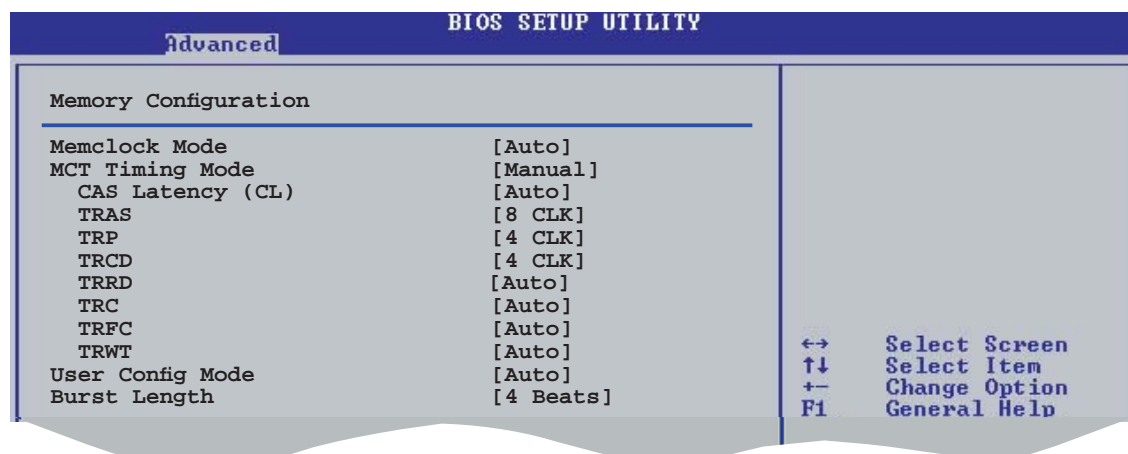 BIOS SETUP UTILITY
Advanced
Memory Configuration
Memclock Mode [Auto]
MCT Timing Mode [Manual]
CAS Latency (CL) [Auto]
TRAS [8 CLK]
TRP [4 CLK]
TRCD [4 CLK]
TRRD [Auto]
TRC [Auto]
TRFC [Auto]
TRWT [Auto]
User Config Mode [Auto]
Burst Length [4 Beats]
←→ Select Screen
↑↓ Select Item
+- Change Option
F1 General Help